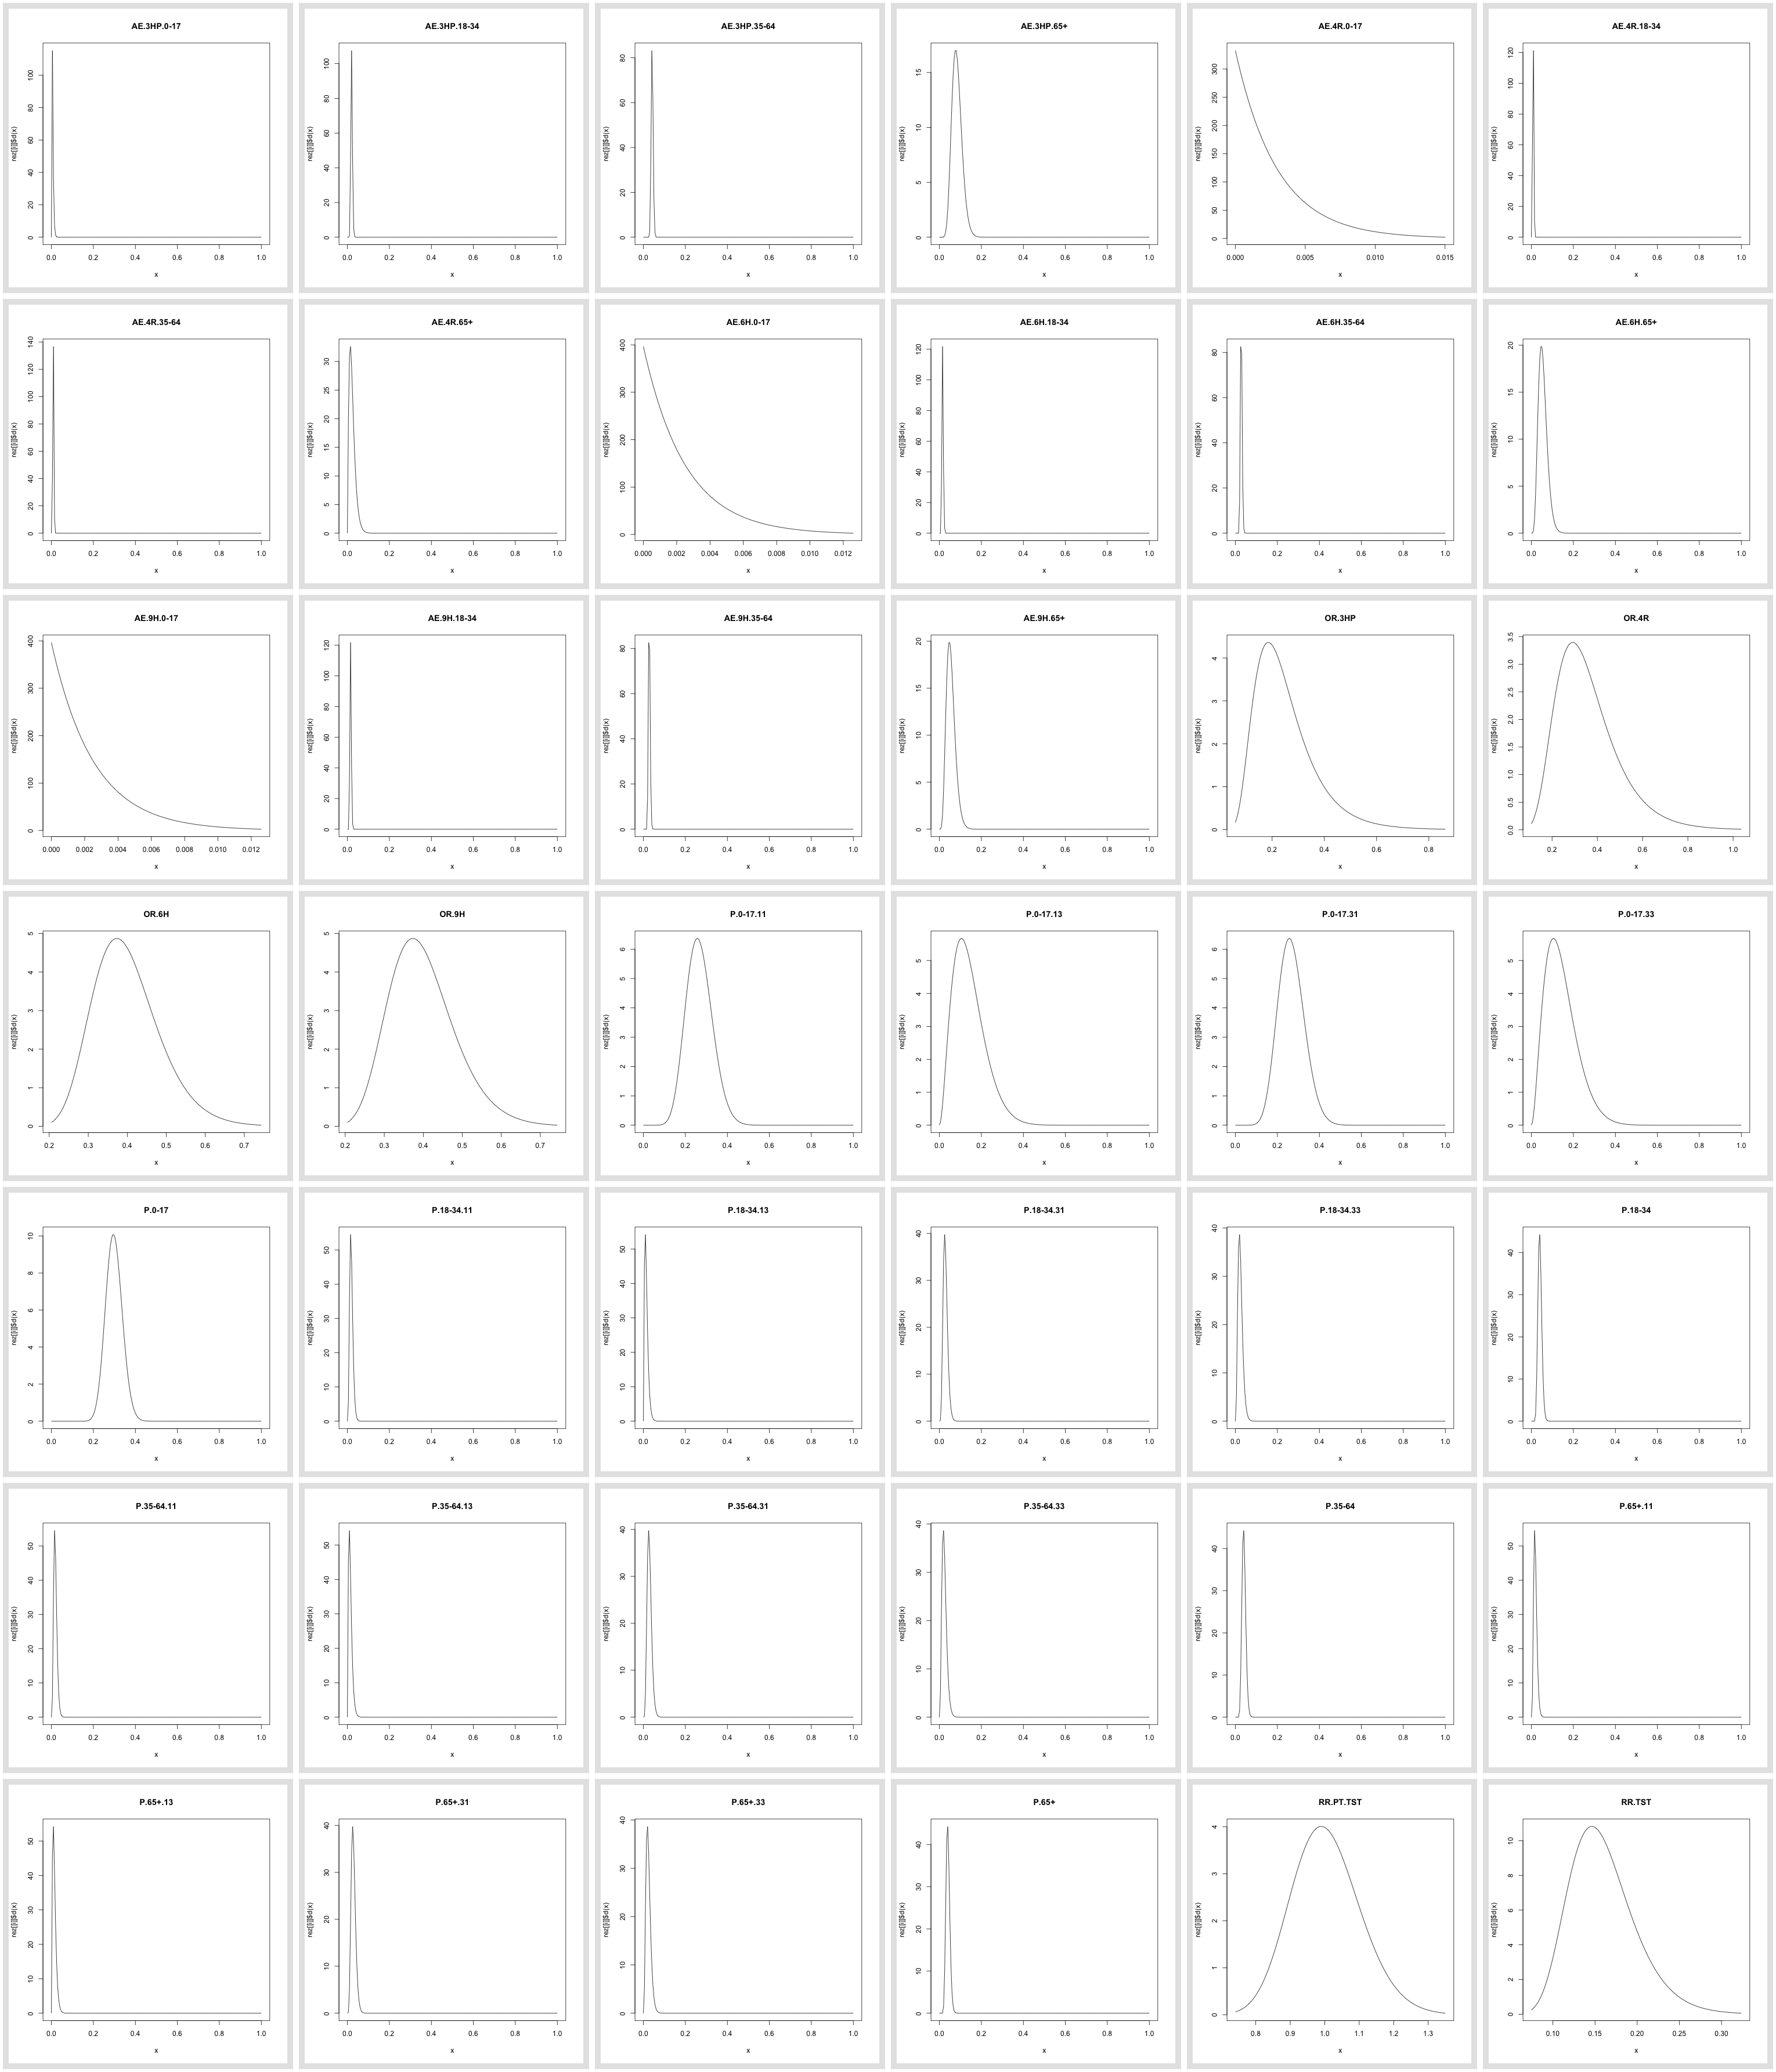 AE.3HP.0-17
rez[[i]]$d(x)
0 20 40 60 80 100
0.0 0.2 0.4 0.6 0.8 1.0
x
AE.3HP.18-34
rez[[i]]$d(x)
0 20 40 60 80 100
0.0 0.2 0.4 0.6 0.8 1.0
x
AE.3HP.35-64
rez[[i]]$d(x)
0 20 40 60 80
0.0 0.2 0.4 0.6 0.8 1.0
x
AE.3HP.65+
rez[[i]]$d(x)
0 5 10 15
0.0 0.2 0.4 0.6 0.8 1.0
x
AE.4R.0-17
rez[[i]]$d(x)
0 50 100 150 200 250 300
0.000 0.005 0.010 0.015
x
AE.4R.18-34
rez[[i]]$d(x)
0 20 40 60 80 100 120
0.0 0.2 0.4 0.6 0.8 1.0
x
AE.4R.35-64
rez[[i]]$d(x)
0 20 40 60 80 100 120 140
0.0 0.2 0.4 0.6 0.8 1.0
x
AE.4R.65+
rez[[i]]$d(x)
0 5 10 15 20 25 30
0.0 0.2 0.4 0.6 0.8 1.0
x
AE.6H.0-17
rez[[i]]$d(x)
0 100 200 300 400
0.000 0.002 0.004 0.006 0.008 0.010 0.012
x
AE.6H.18-34
rez[[i]]$d(x)
0 20 40 60 80 100 120
0.0 0.2 0.4 0.6 0.8 1.0
x
AE.6H.35-64
rez[[i]]$d(x)
0 20 40 60 80
0.0 0.2 0.4 0.6 0.8 1.0
x
AE.6H.65+
rez[[i]]$d(x)
0 5 10 15 20
0.0 0.2 0.4 0.6 0.8 1.0
x
AE.9H.0-17
rez[[i]]$d(x)
0 100 200 300 400
0.000 0.002 0.004 0.006 0.008 0.010 0.012
x
AE.9H.18-34
rez[[i]]$d(x)
0 20 40 60 80 100 120
0.0 0.2 0.4 0.6 0.8 1.0
x
AE.9H.35-64
rez[[i]]$d(x)
0 20 40 60 80
0.0 0.2 0.4 0.6 0.8 1.0
x
AE.9H.65+
rez[[i]]$d(x)
0 5 10 15 20
0.0 0.2 0.4 0.6 0.8 1.0
x
OR.3HP
rez[[i]]$d(x)
0 1 2 3 4
0.2 0.4 0.6 0.8
x
OR.4R
rez[[i]]$d(x)
0.0 0.5 1.0 1.5 2.0 2.5 3.0 3.5
0.2 0.4 0.6 0.8 1.0
x
OR.6H
rez[[i]]$d(x)
0 1 2 3 4 5
0.2 0.3 0.4 0.5 0.6 0.7
x
OR.9H
rez[[i]]$d(x)
0 1 2 3 4 5
0.2 0.3 0.4 0.5 0.6 0.7
x
P.0-17.11
rez[[i]]$d(x)
0 1 2 3 4 5 6
0.0 0.2 0.4 0.6 0.8 1.0
x
P.0-17.13
rez[[i]]$d(x)
0 1 2 3 4 5
0.0 0.2 0.4 0.6 0.8 1.0
x
P.0-17.31
rez[[i]]$d(x)
0 1 2 3 4 5 6
0.0 0.2 0.4 0.6 0.8 1.0
x
P.0-17.33
rez[[i]]$d(x)
0 1 2 3 4 5
0.0 0.2 0.4 0.6 0.8 1.0
x
P.0-17
rez[[i]]$d(x)
0 2 4 6 8 10
0.0 0.2 0.4 0.6 0.8 1.0
x
P.18-34.11
rez[[i]]$d(x)
0 10 20 30 40 50
0.0 0.2 0.4 0.6 0.8 1.0
x
P.18-34.13
rez[[i]]$d(x)
0 10 20 30 40 50
0.0 0.2 0.4 0.6 0.8 1.0
x
P.18-34.31
rez[[i]]$d(x)
0 10 20 30 40
0.0 0.2 0.4 0.6 0.8 1.0
x
P.18-34.33
rez[[i]]$d(x)
0 10 20 30 40
0.0 0.2 0.4 0.6 0.8 1.0
x
P.18-34
rez[[i]]$d(x)
0 10 20 30 40
0.0 0.2 0.4 0.6 0.8 1.0
x
P.35-64.11
rez[[i]]$d(x)
0 10 20 30 40 50
0.0 0.2 0.4 0.6 0.8 1.0
x
P.35-64.13
rez[[i]]$d(x)
0 10 20 30 40 50
0.0 0.2 0.4 0.6 0.8 1.0
x
P.35-64.31
rez[[i]]$d(x)
0 10 20 30 40
0.0 0.2 0.4 0.6 0.8 1.0
x
P.35-64.33
rez[[i]]$d(x)
0 10 20 30 40
0.0 0.2 0.4 0.6 0.8 1.0
x
P.35-64
rez[[i]]$d(x)
0 10 20 30 40
0.0 0.2 0.4 0.6 0.8 1.0
x
P.65+.11
rez[[i]]$d(x)
0 10 20 30 40 50
0.0 0.2 0.4 0.6 0.8 1.0
x
P.65+.13
rez[[i]]$d(x)
0 10 20 30 40 50
0.0 0.2 0.4 0.6 0.8 1.0
x
P.65+.31
rez[[i]]$d(x)
0 10 20 30 40
0.0 0.2 0.4 0.6 0.8 1.0
x
P.65+.33
rez[[i]]$d(x)
0 10 20 30 40
0.0 0.2 0.4 0.6 0.8 1.0
x
P.65+
rez[[i]]$d(x)
0 10 20 30 40
0.0 0.2 0.4 0.6 0.8 1.0
x
RR.PT.TST
rez[[i]]$d(x)
0 1 2 3 4
0.8 0.9 1.0 1.1 1.2 1.3
x
RR.TST
rez[[i]]$d(x)
0 2 4 6 8 10
0.10 0.15 0.20 0.25 0.30
x